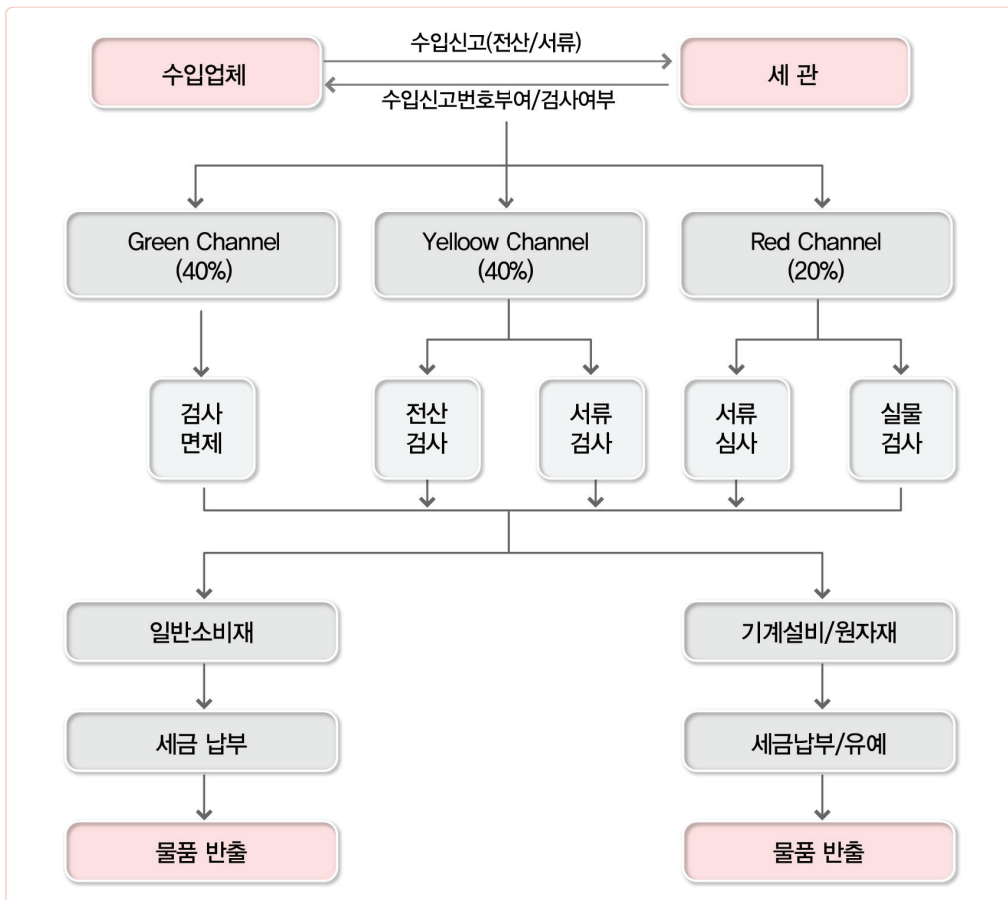 수입신고(전산/서류)
수입업체
세 관
수입신고번호부여/검사여부
Green Channel
(40%)
Yelloow Channel
(40%)
Red Channel
(20%)
검사
면제
전산
검사
서류
검사
서류
심사
실물
검사
일반소비재
기계설비/원자재
세금 납부
세금납부/유예
물품 반출
물품 반출